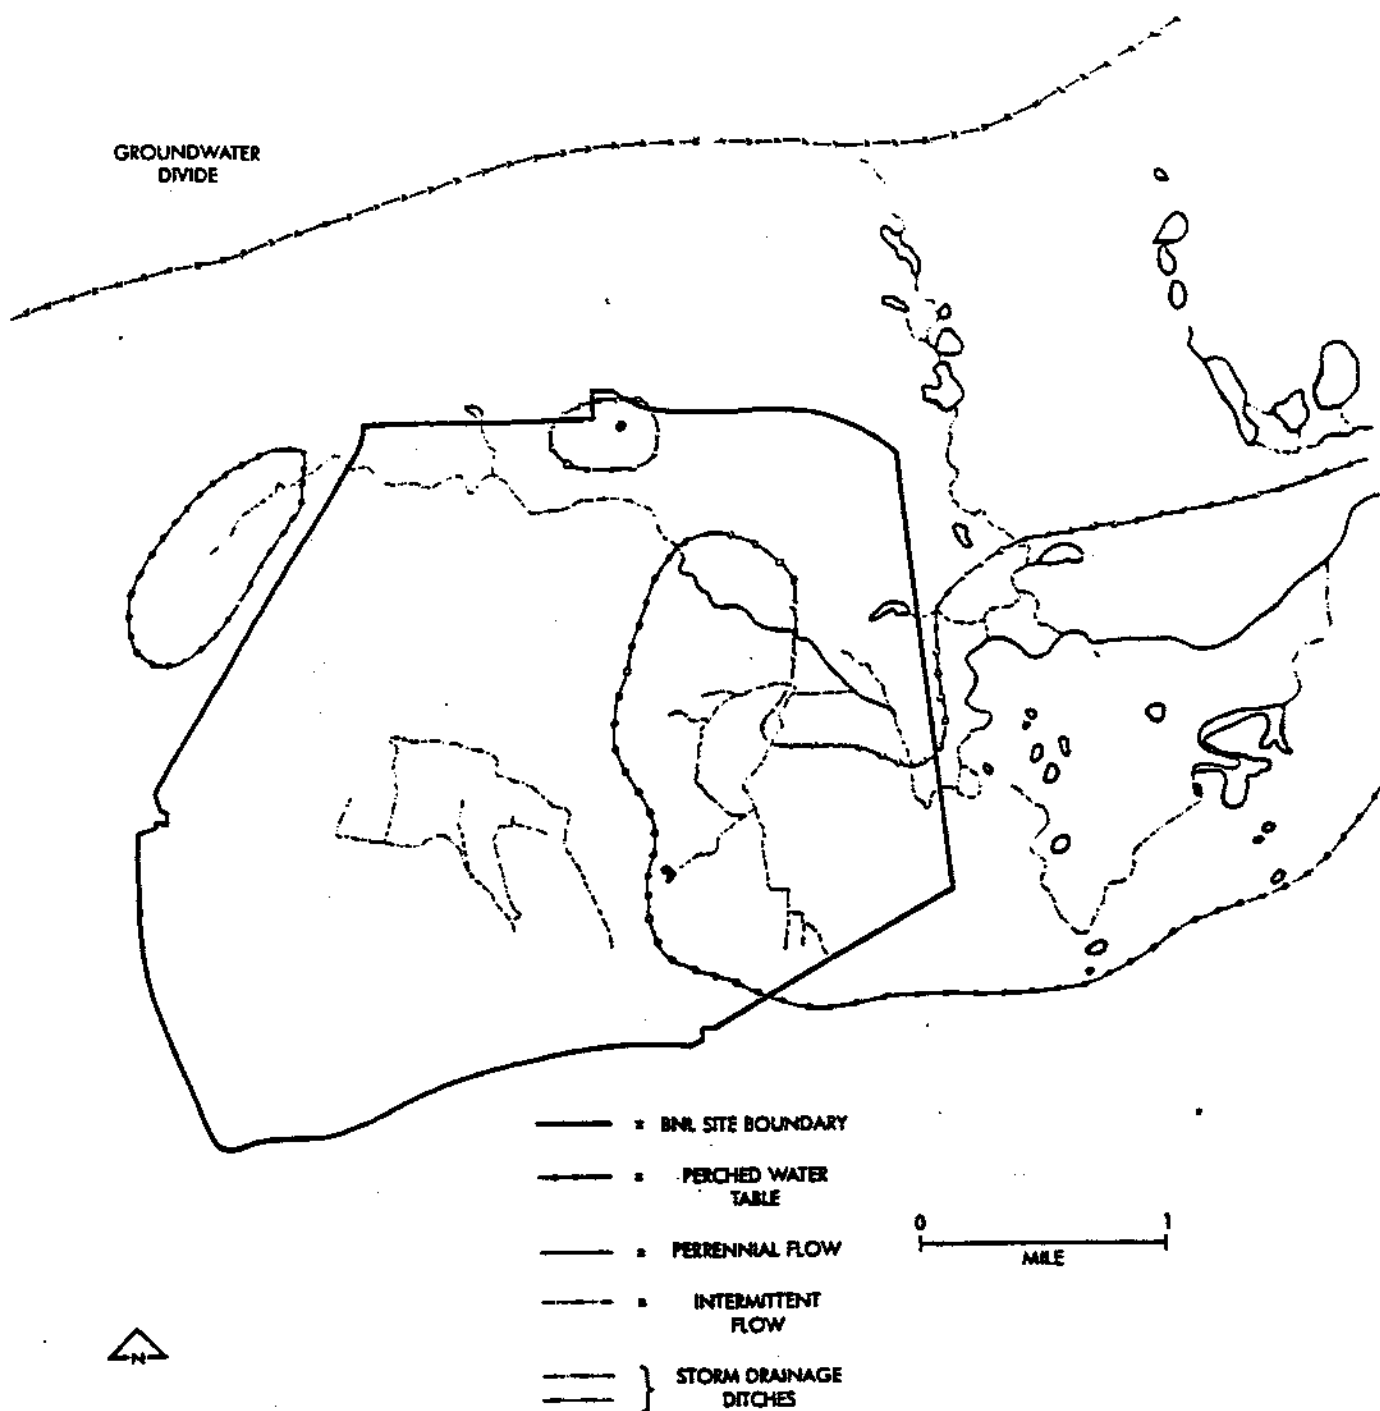 GROUNDWATER
DIVIDE
= BNL SITE BOUNDARY
= PERCHED WATER
TABLE
= PERRENNIAL FLOW
= INTERMITTENT
FLOW
} STORM DRAINAGE
DITCHES
0 1
MILE
N